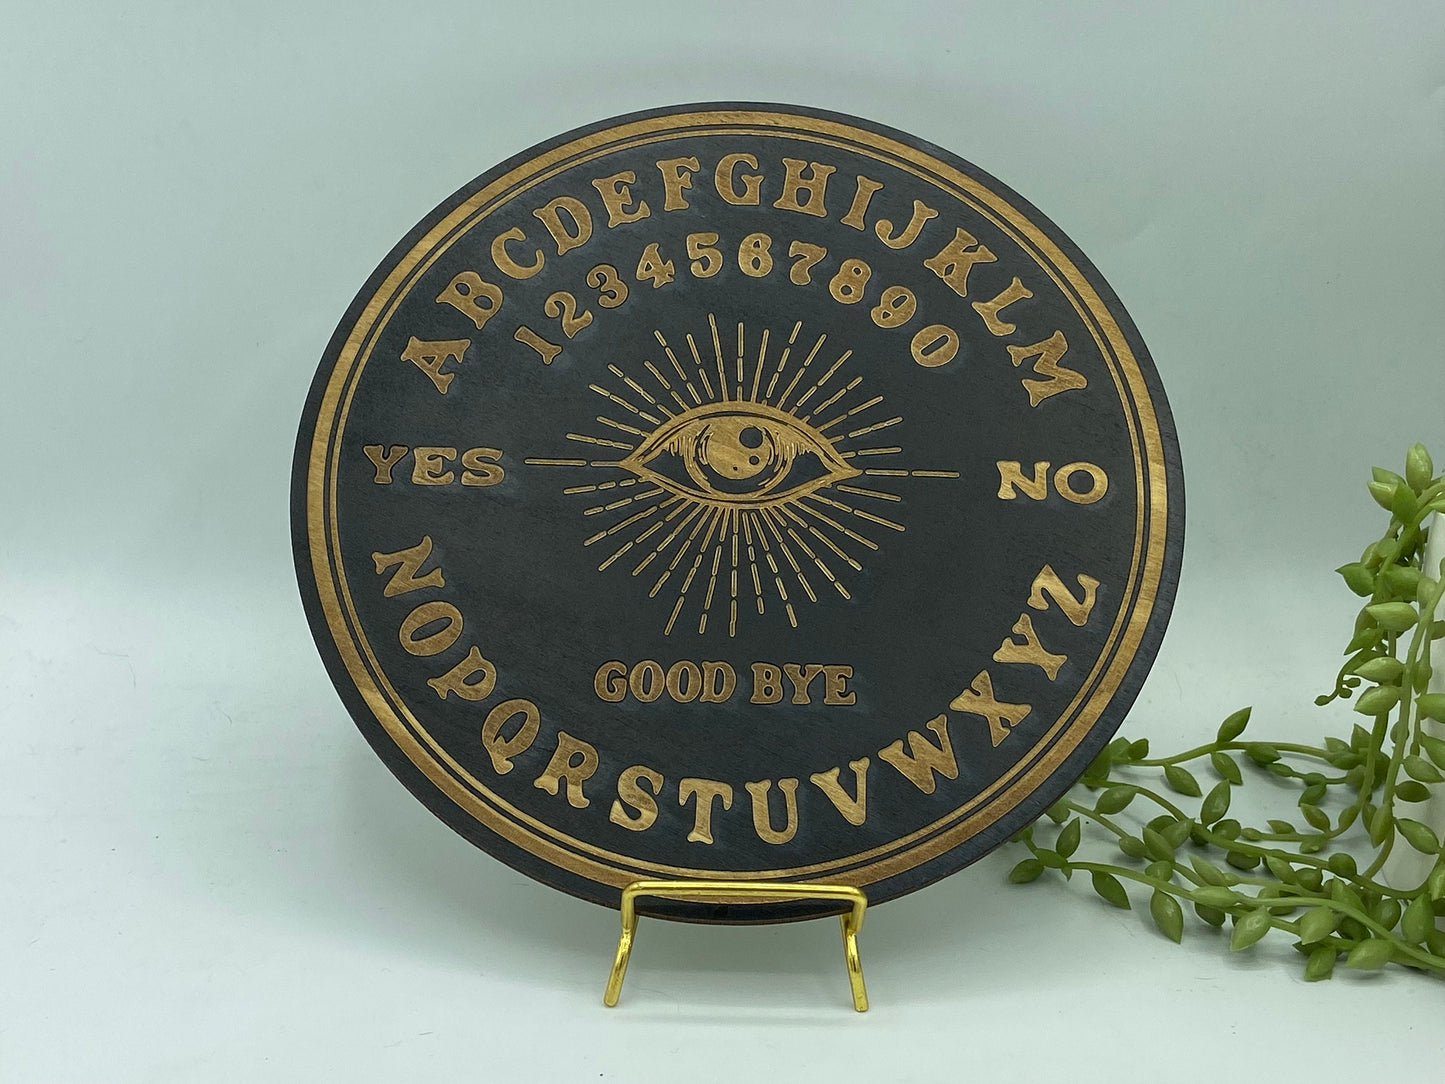 ABCDEFGHIJKLM
1234567890
YES
NO
GOOD BYE
NOPQRSTUVWXYZ